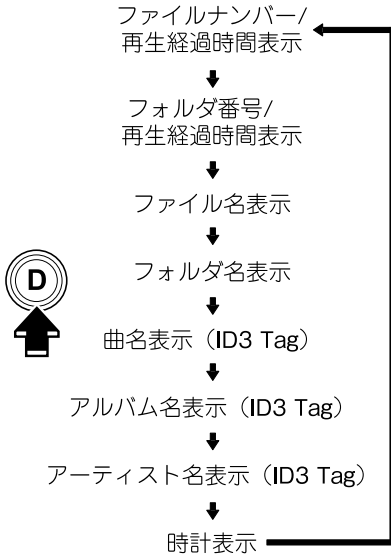 ファイルナンバー/
再生経過時間表示
フォルダ番号/
再生経過時間表示
ファイル名表示
フォルダ名表示
D
曲名表示（ID3 Tag）
アルバム名表示（ID3 Tag）
アーティスト名表示（ID3 Tag）
時計表示